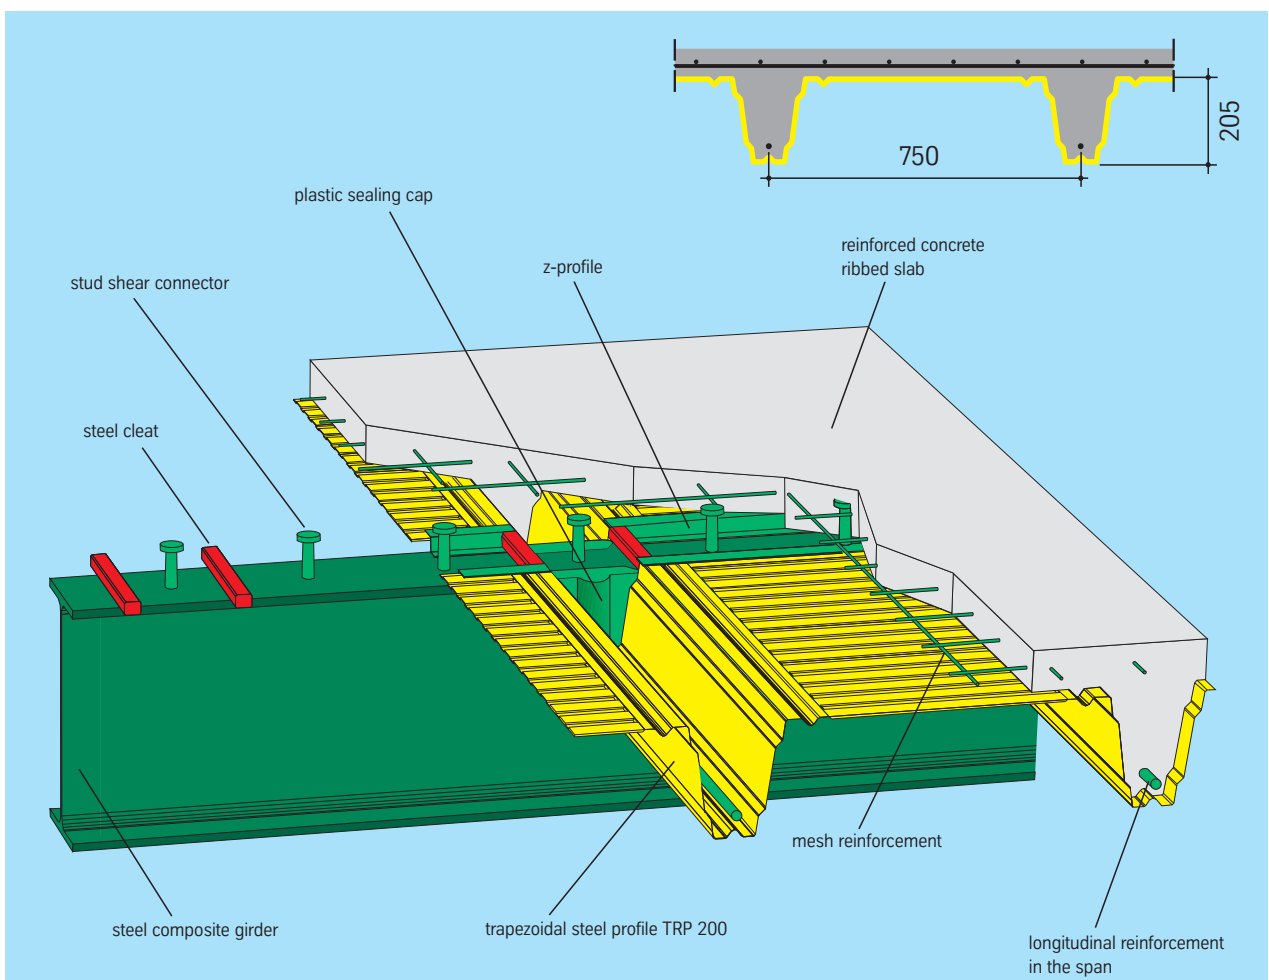 205
750
plastic sealing cap
reinforced concrete
ribbed slab
z-profile
stud shear connector
steel cleat
mesh reinforcement
steel composite girder
trapezoidal steel profile TRP 200
longitudinal reinforcement
in the span